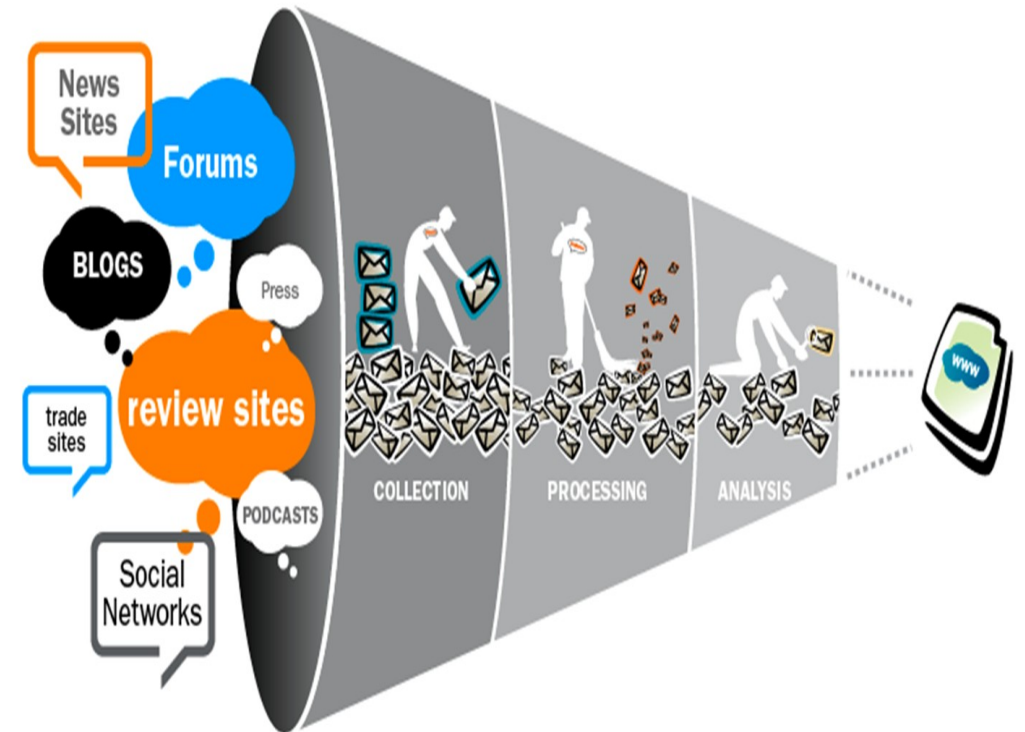 News
Sites
Forums
BLOGS
Press
review sites
trade
sites
PODCASTS
Social
Networks
COLLECTION
PROCESSING
ANALYSIS
www